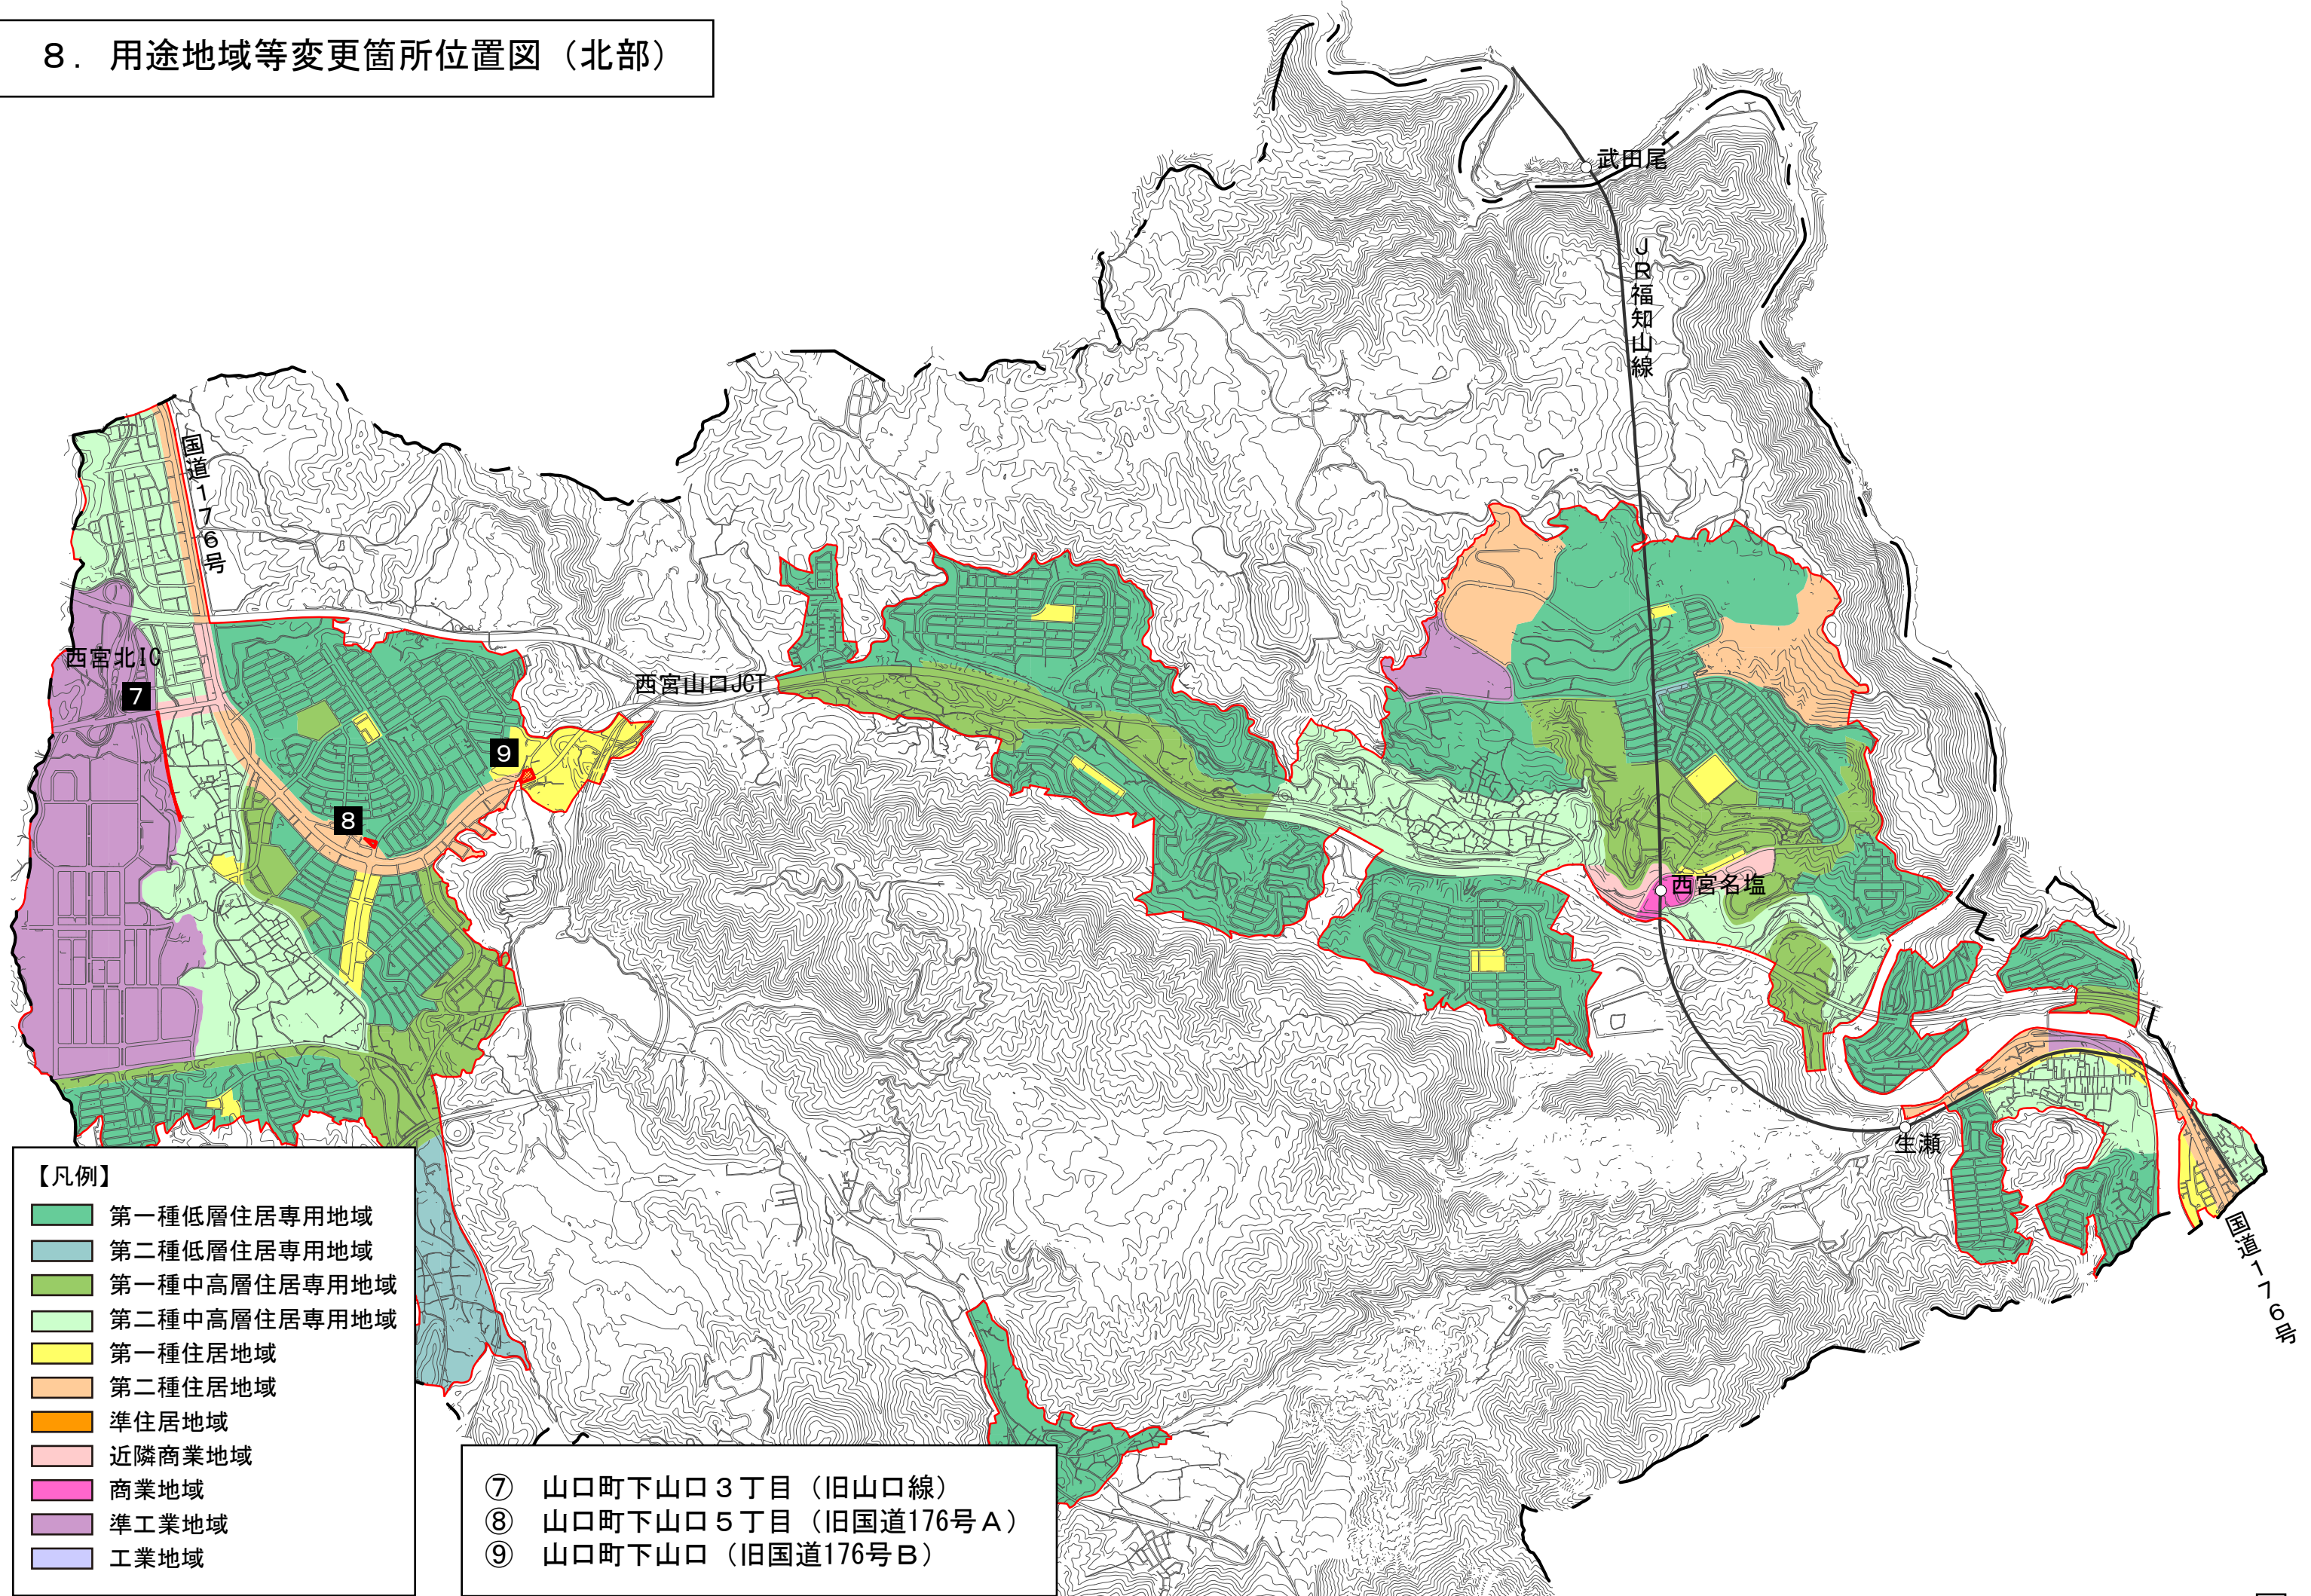 ８．用途地域等変更箇所位置図（北部）
武田尾
ＪＲ福知山線
国道１７６号
西宮北IC
7
西宮山口JCT
9
8
西宮名塩
生瀬
国道１７６号
【凡例】
第一種低層住居専用地域
第二種低層住居専用地域
第一種中高層住居専用地域
第二種中高層住居専用地域
第一種住居地域
第二種住居地域
準住居地域
近隣商業地域
商業地域
準工業地域
工業地域
⑦　山口町下山口３丁目（旧山口線）
⑧　山口町下山口５丁目（旧国道176号Ａ）
⑨　山口町下山口（旧国道176号Ｂ）